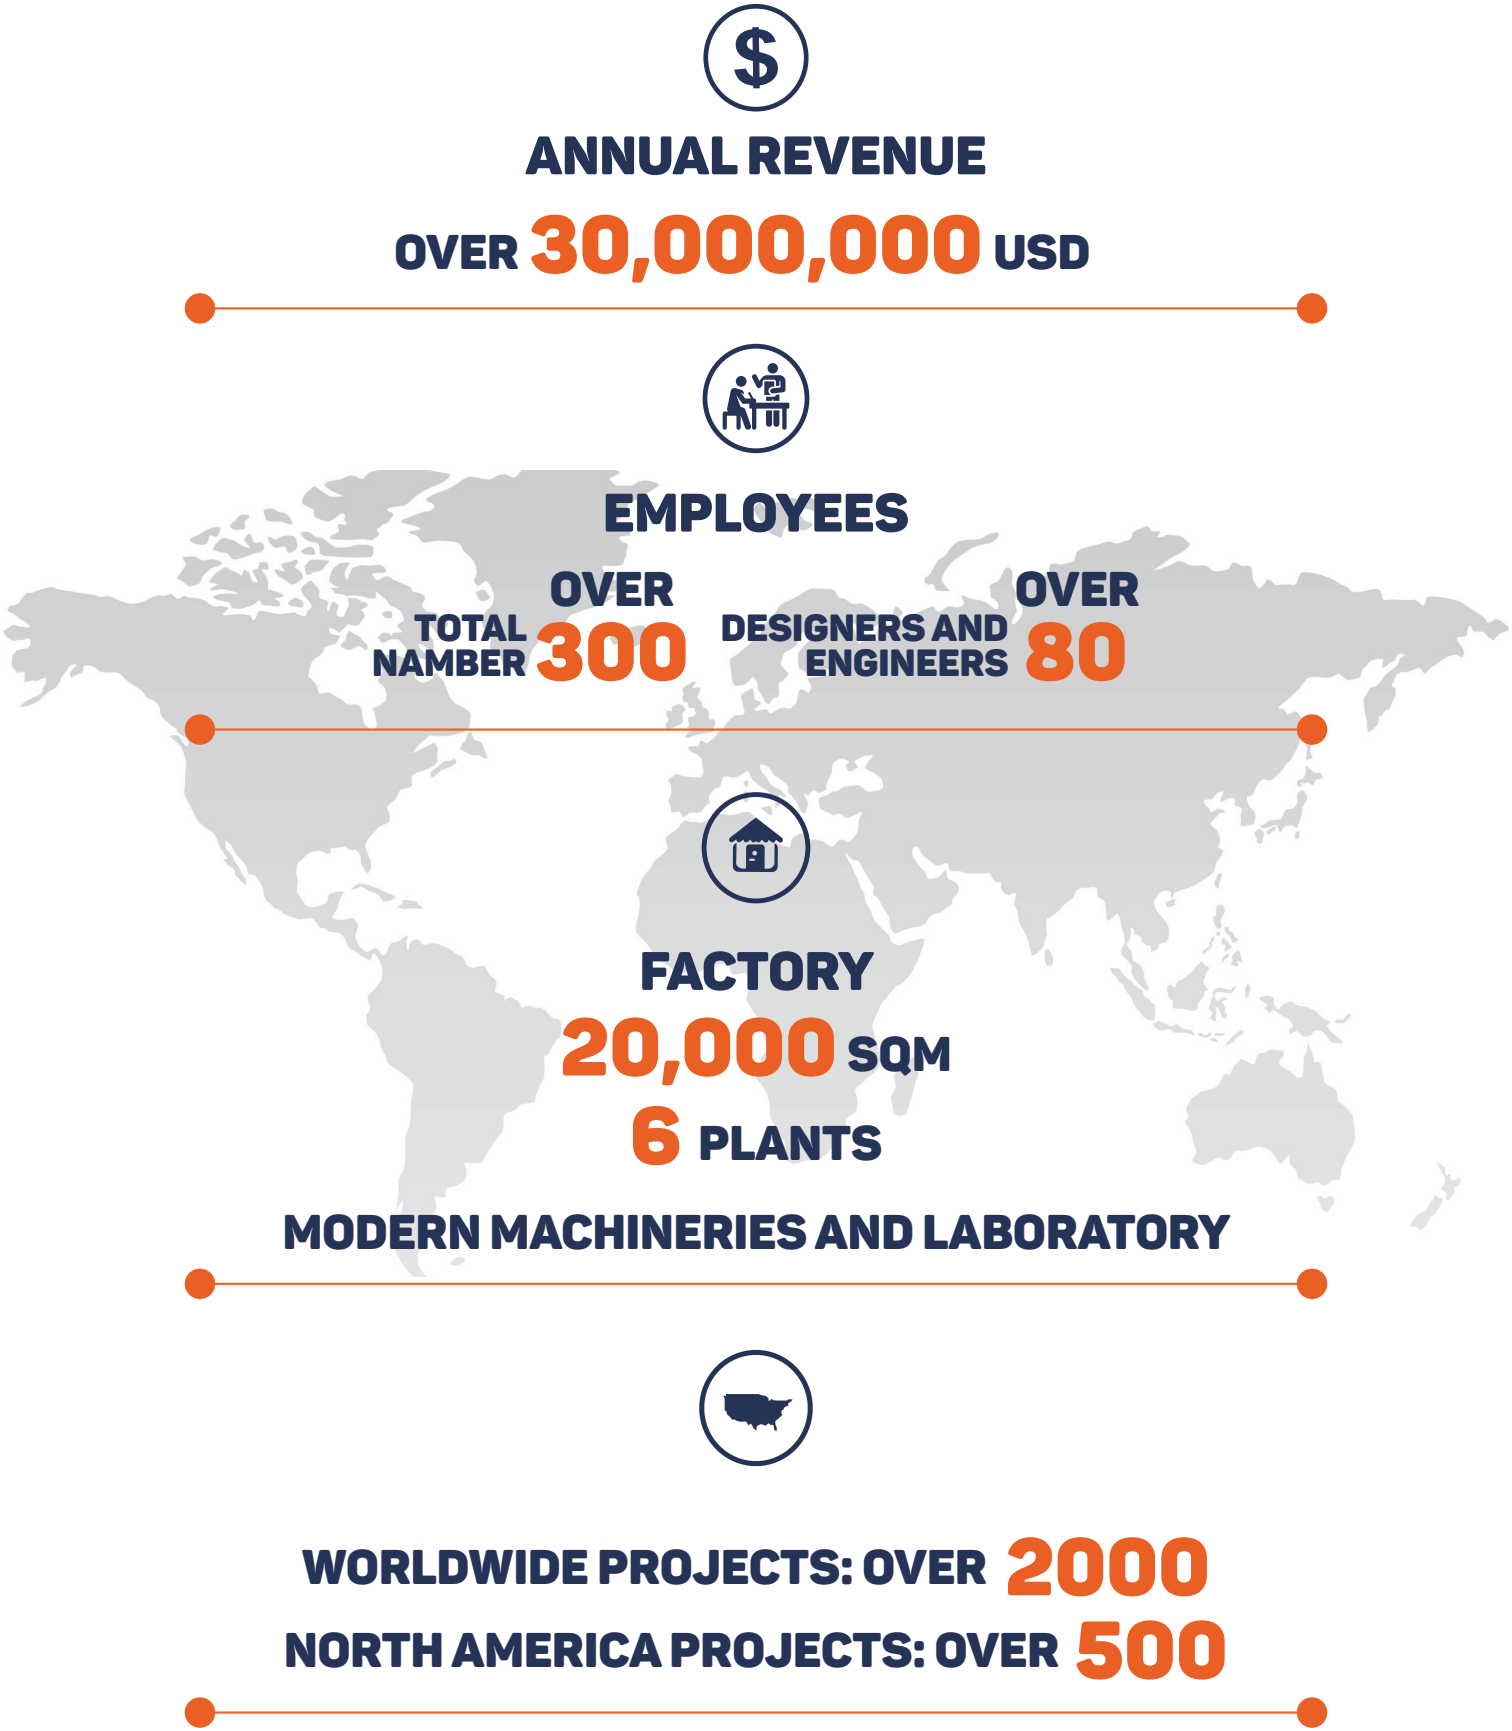 $
ANNUAL REVENUE
OVER 30,000,000 USD
EMPLOYEES
OVER
TOTAL
NAMBER 300
OVER
DESIGNERS AND
ENGINEERS 80
FACTORY
20,000 SQM
6 PLANTS
MODERN MACHINERIES AND LABORATORY
WORLDWIDE PROJECTS: OVER 2000
NORTH AMERICA PROJECTS: OVER 500